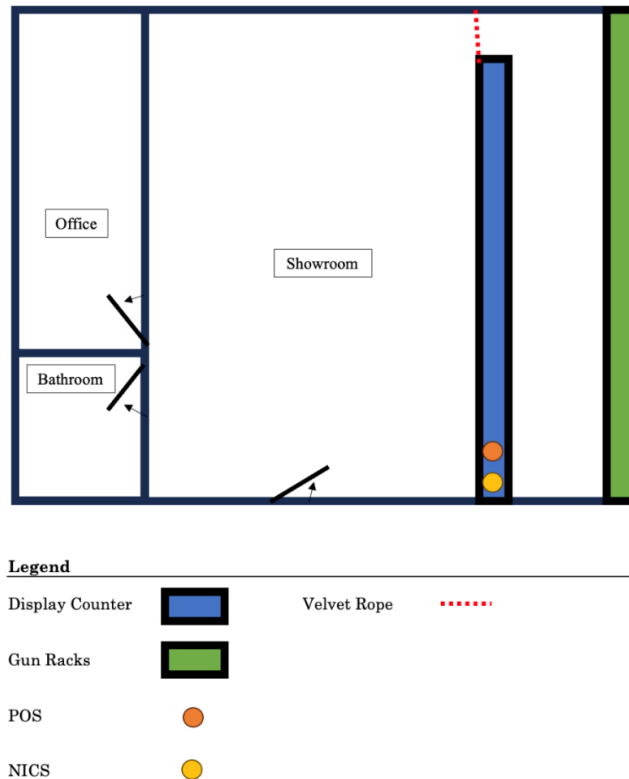 Office
Showroom
Bathroom
Legend
Display Counter
Velvet Rope
Gun Racks
POS
NICS